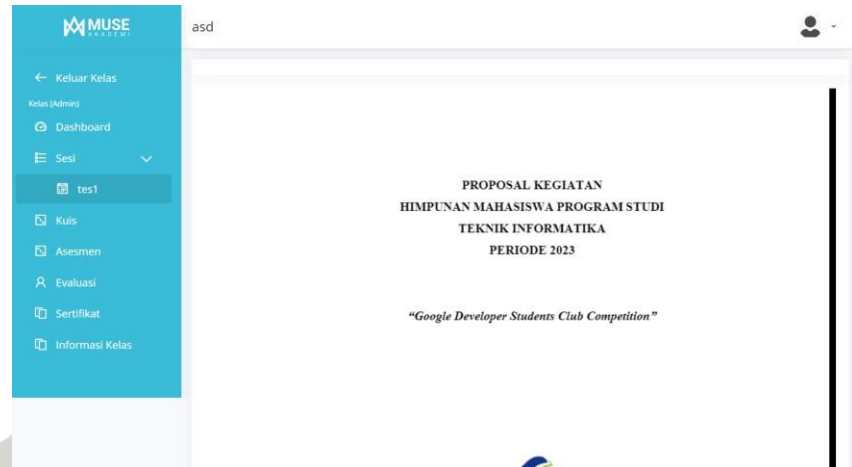 MUSE
AKADEMI
asd
Keluar Kelas
Kelas (Admin)
Dashboard
Sesi
tes1
Kuis
Asesmen
Evaluasi
Sertifikat
Informasi Kelas
PROPOSAL KEGIATAN
HIMPUNAN MAHASISWA PROGRAM STUDI
TEKNIK INFORMATIKA
PERIODE 2023
“Google Developer Students Club Competition”